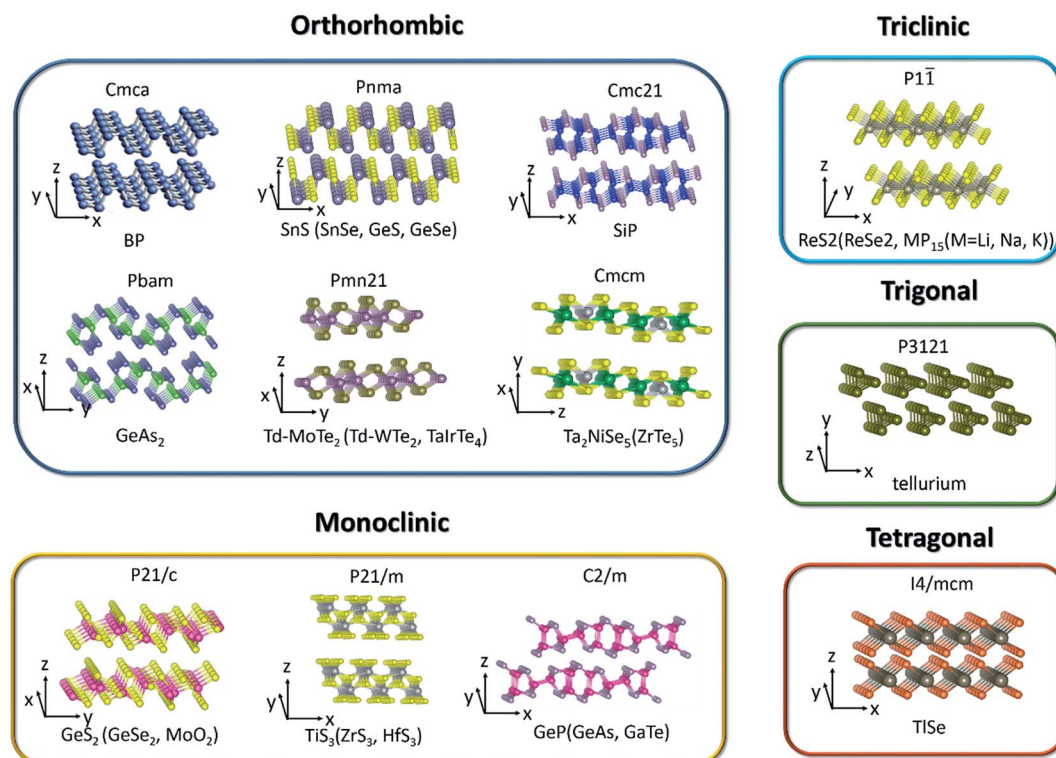 Orthorhombic
Cmca
z
y
x
BP
Pnma
z
y
x
SnS (SnSe, GeS, GeSe)
Cmc21
z
y
x
SiP
Pbam
z
x
y
GeAs₂
Pmn21
z
x
y
Td-MoTe₂ (Td-WTe₂, TaIrTe₄)
Cmcm
y
x
z
Ta₂NiSe₅(ZrTe₅)
Triclinic
P11̄
z
y
x
ReS2(ReSe2, MP₁₅(M=Li, Na, K))
Trigonal
P3121
y
z
x
tellurium
Monoclinic
P21/c
z
x
y
GeS₂ (GeSe₂, MoO₂)
P21/m
z
y
x
TiS₃(ZrS₃, HfS₃)
C2/m
z
y
x
GeP(GeAs, GaTe)
Tetragonal
I4/mcm
z
y
x
TlSe